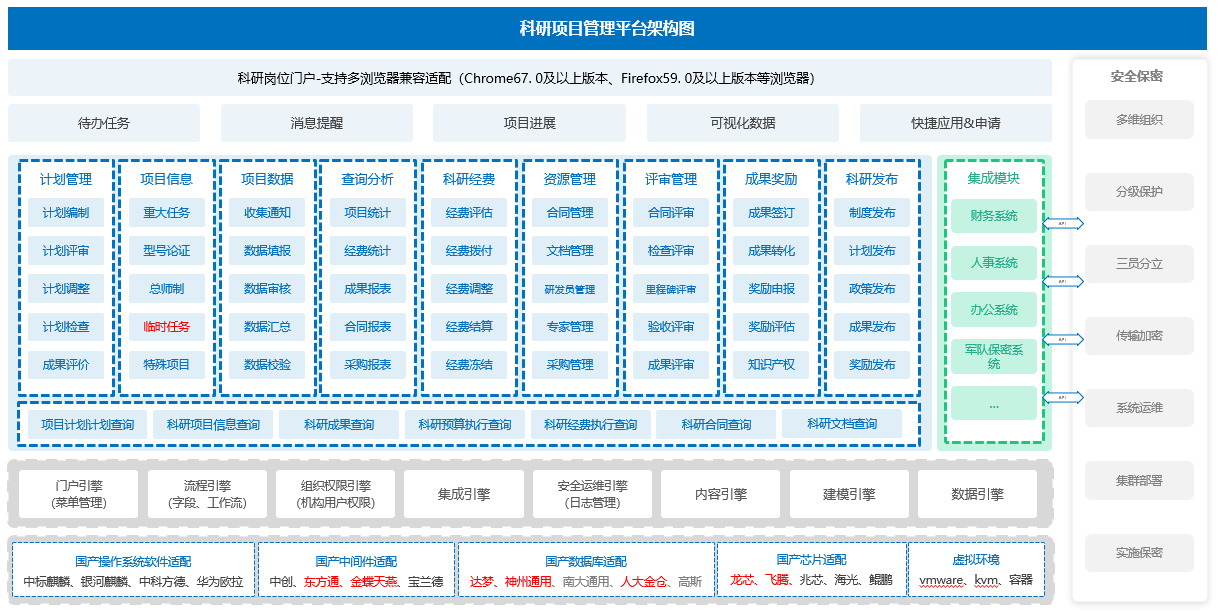 科研项目管理平台架构图
科研岗位门户-支持多浏览器兼容适配（Chrome67.0及以上版本、Firefox59.0及以上版本等浏览器）
待办任务
消息提醒
项目进展
可视化数据
快捷应用&申请
计划管理
计划编制
计划评审
计划调整
计划检查
成果评价
项目信息
重大任务
型号论证
总师制
临时任务
特殊项目
项目数据
收集通知
数据填报
数据审核
数据汇总
数据校验
查询分析
项目统计
经费统计
成果报表
合同报表
采购报表
科研经费
经费评估
经费拨付
经费调整
经费结算
经费冻结
资源管理
合同管理
文档管理
研发员管理
专家管理
采购管理
评审管理
合同评审
检查评审
里程碑评审
验收评审
成果评审
成果奖励
成果签订
成果转化
奖励申报
奖励评估
知识产权
科研发布
制度发布
计划发布
政策发布
成果发布
奖励发布
项目计划计划查询
科研项目信息查询
科研成果查询
科研预算执行查询
科研经费执行查询
科研合同查询
科研文档查询
集成模块
财务系统
人事系统
办公系统
军队保密系
统
...
API
API
API
API
安全保密
多维组织
分级保护
三员分立
传输加密
系统运维
集群部署
实施保密
门户引擎
(菜单管理)
流程引擎
(字段、工作流)
组织权限引擎
(机构用户权限)
集成引擎
安全运维引擎
(日志管理)
内容引擎
建模引擎
数据引擎
国产操作系统软件适配
中标麒麟、银河麒麟、中科方德、华为欧拉
国产中间件适配
中创、东方通、金蝶天燕、宝兰德
国产数据库适配
达梦、神州通用、南大通用、人大金仓、高斯
国产芯片适配
龙芯、飞腾、兆芯、海光、鲲鹏
虚拟环境
vmware、kvm、容器